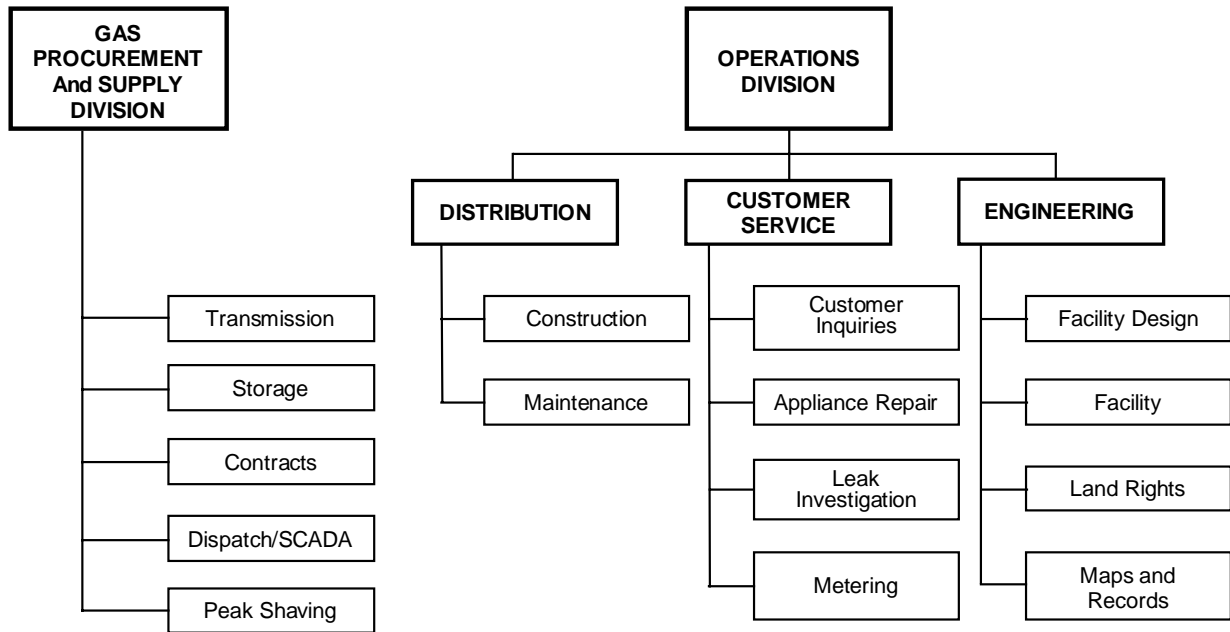 GAS
PROCUREMENT
And SUPPLY
DIVISION
Transmission
Storage
Contracts
Dispatch/SCADA
Peak Shaving
OPERATIONS
DIVISION
DISTRIBUTION
Construction
Maintenance
CUSTOMER
SERVICE
Customer
Inquiries
Appliance Repair
Leak
Investigation
Metering
ENGINEERING
Facility Design
Facility
Land Rights
Maps and
Records